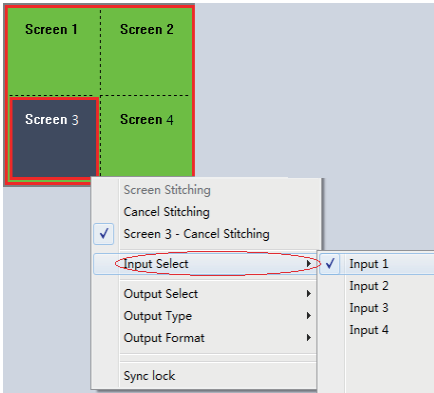 Screen 1 Screen 2
Screen 3 Screen 4
Screen Stitching
Cancel Stitching
Screen 3 - Cancel Stitching
Input Select
Output Select
Output Type
Output Format
Sync lock
Input 1
Input 2
Input 3
Input 4